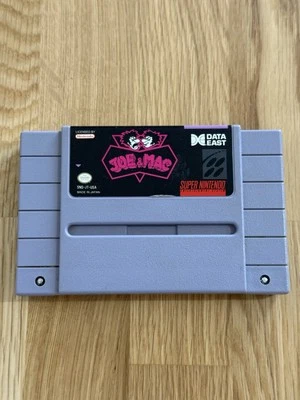 LICENSED BY
Nintendo
DATA
EAST
JOE & MAC
SNS-JT-USA
MADE IN JAPAN
SUPER NINTENDO